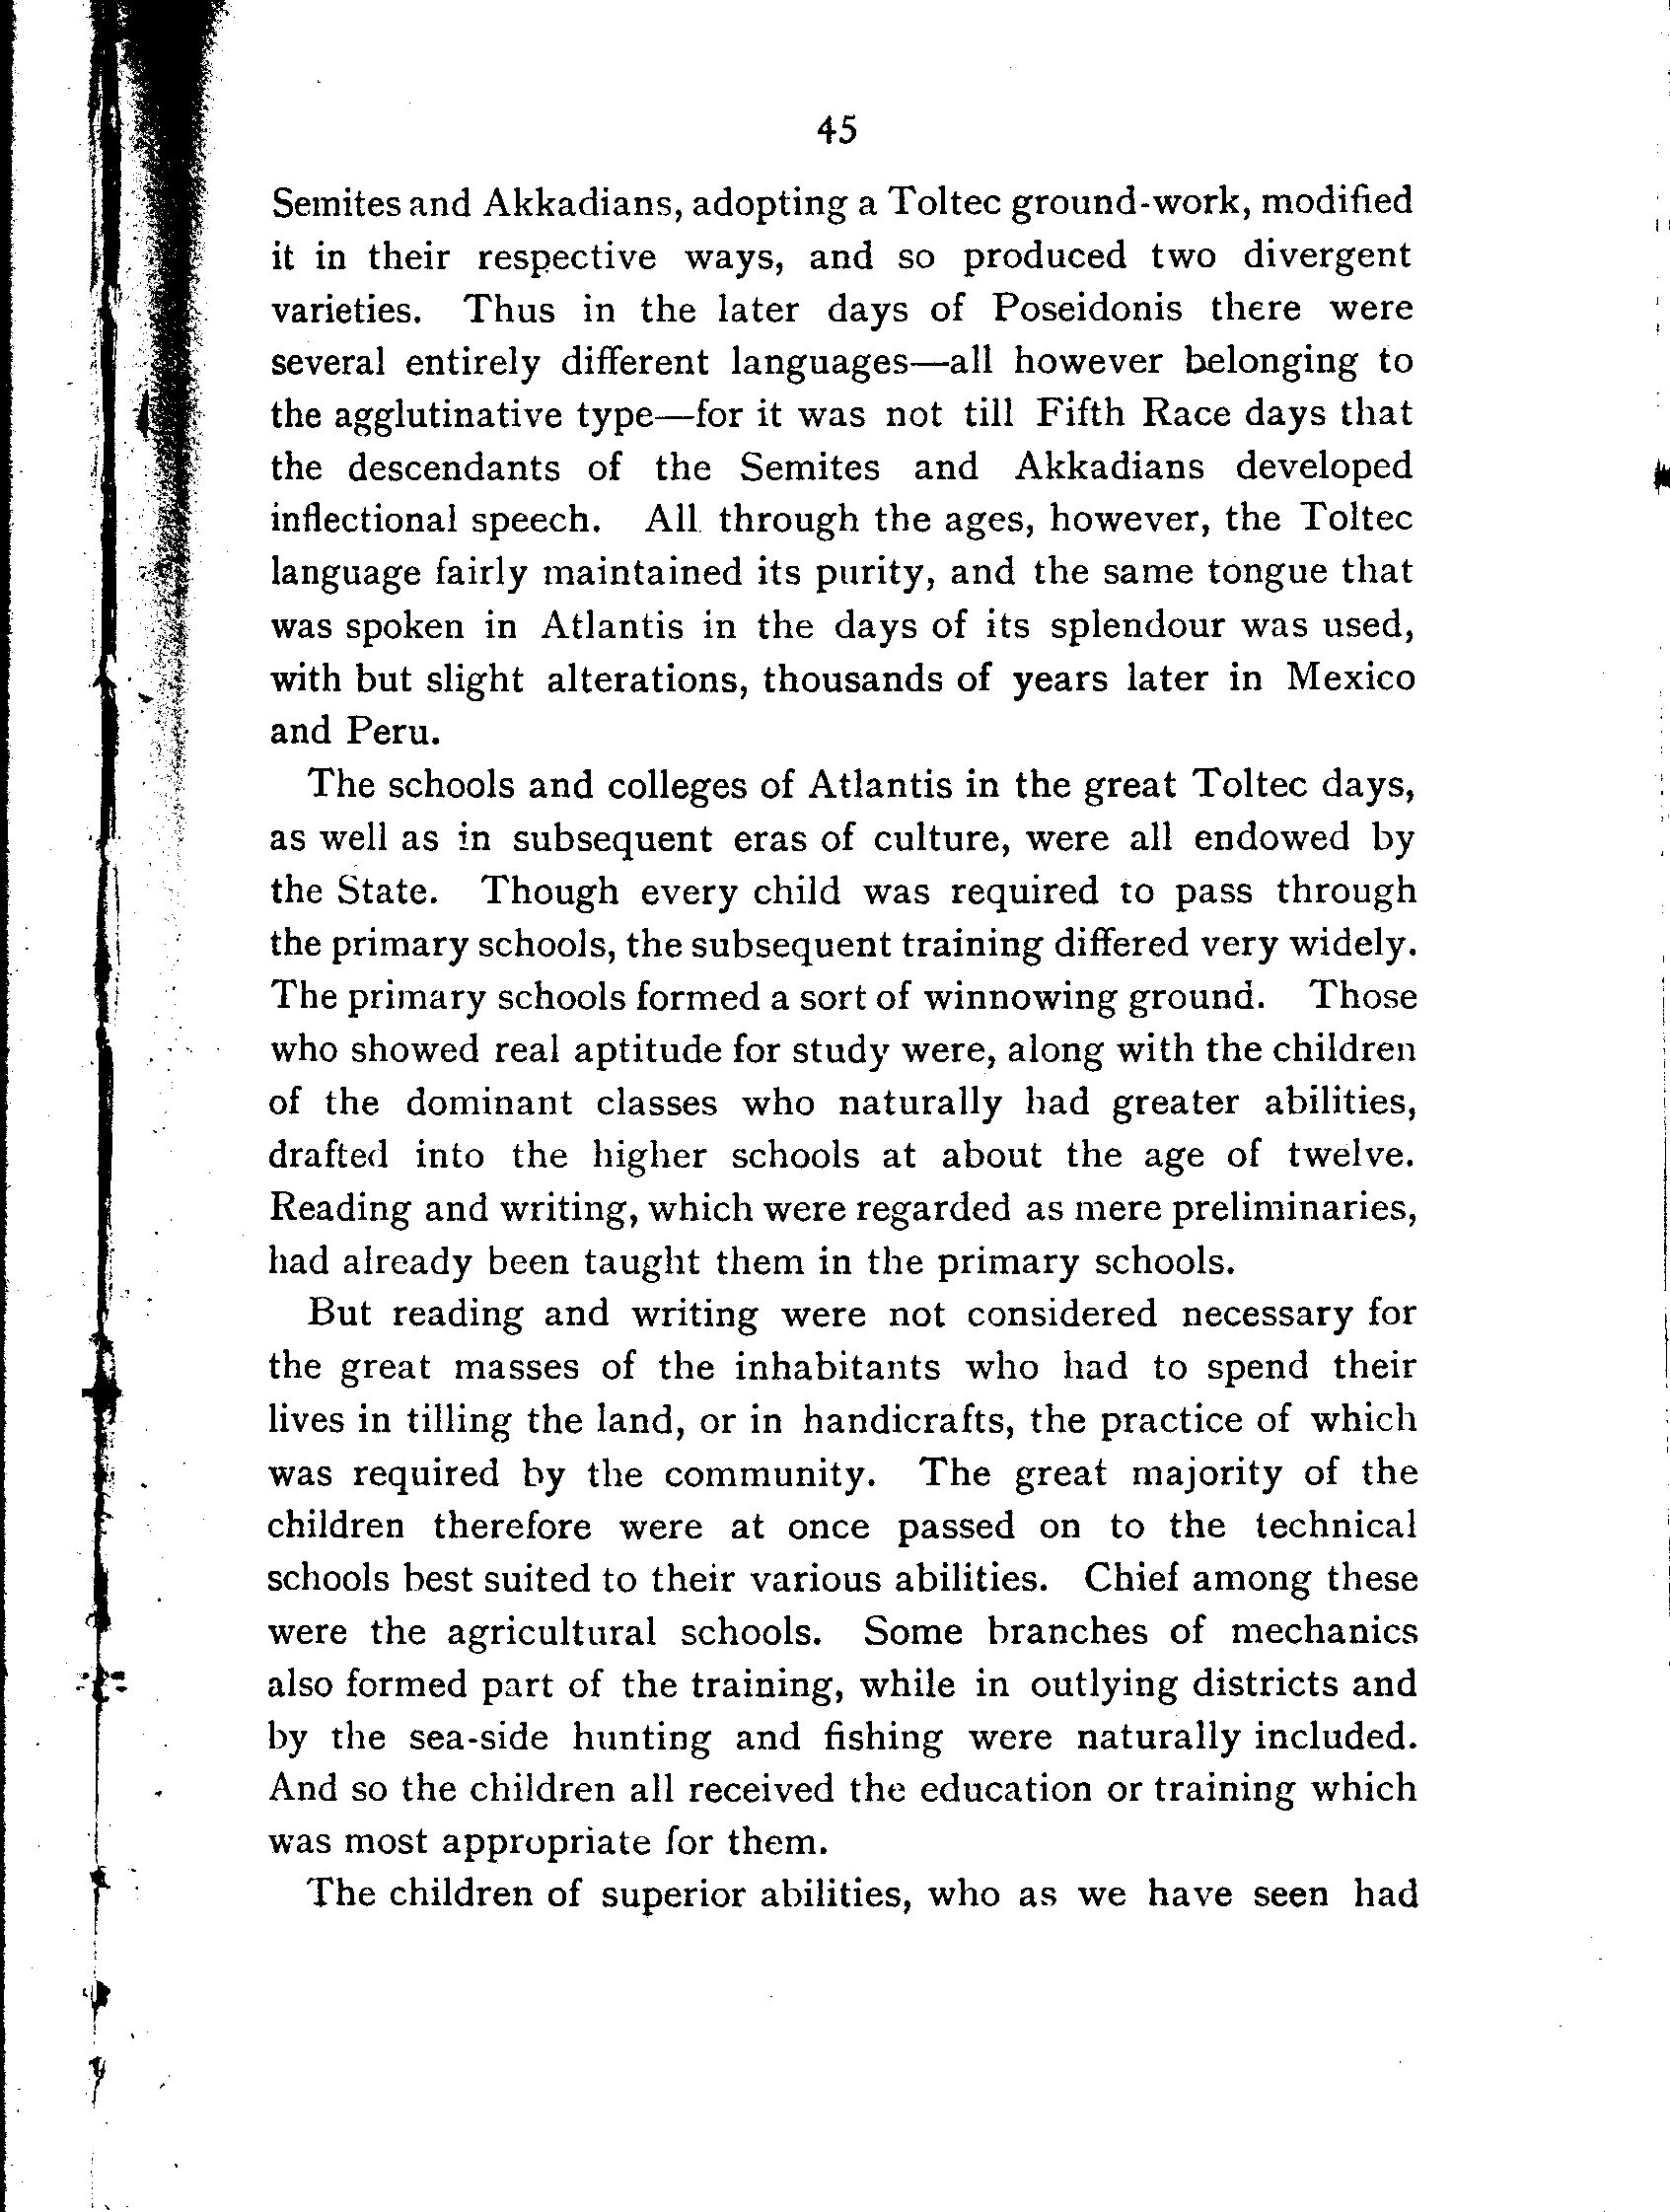 45
Semites and Akkadians, adopting a Toltec ground-work, modified
it in their respective ways, and so produced two divergent
varieties. Thus in the later days of Poseidonis there were
several entirely different languages—all however belonging to
the agglutinative type—for it was not till Fifth Race days that
the descendants of the Semites and Akkadians developed
inflectional speech. All through the ages, however, the Toltec
language fairly maintained its purity, and the same tongue that
was spoken in Atlantis in the days of its splendour was used,
with but slight alterations, thousands of years later in Mexico
and Peru.
The schools and colleges of Atlantis in the great Toltec days,
as well as in subsequent eras of culture, were all endowed by
the State. Though every child was required to pass through
the primary schools, the subsequent training differed very widely.
The primary schools formed a sort of winnowing ground. Those
who showed real aptitude for study were, along with the children
of the dominant classes who naturally had greater abilities,
drafted into the higher schools at about the age of twelve.
Reading and writing, which were regarded as mere preliminaries,
had already been taught them in the primary schools.
But reading and writing were not considered necessary for
the great masses of the inhabitants who had to spend their
lives in tilling the land, or in handicrafts, the practice of which
was required by the community. The great majority of the
children therefore were at once passed on to the technical
schools best suited to their various abilities. Chief among these
were the agricultural schools. Some branches of mechanics
also formed part of the training, while in outlying districts and
by the sea-side hunting and fishing were naturally included.
And so the children all received the education or training which
was most appropriate for them.
The children of superior abilities, who as we have seen had